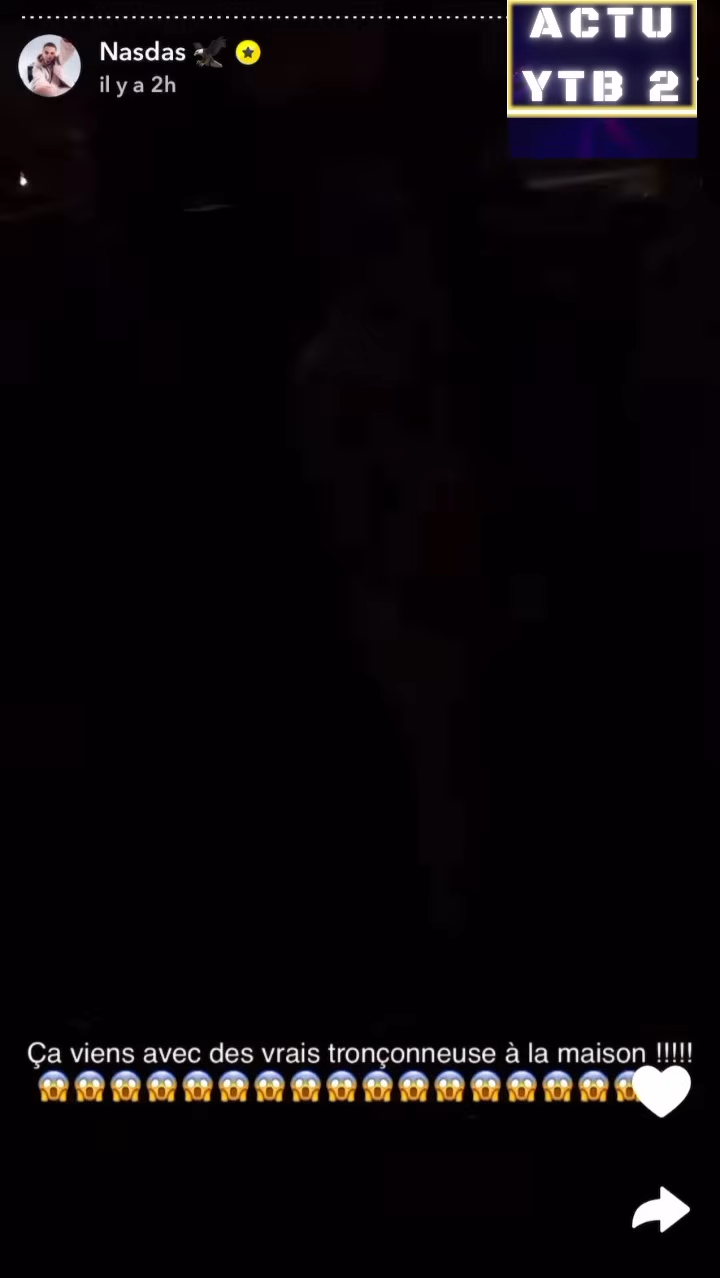 ACTU
YTB 2
Nasdas 🦅
il y a 2h
Ça viens avec des vrais tronçonneuse à la maison !!!!!
😱😱😱😱😱😱😱😱😱😱😱😱😱😱😱😱😱